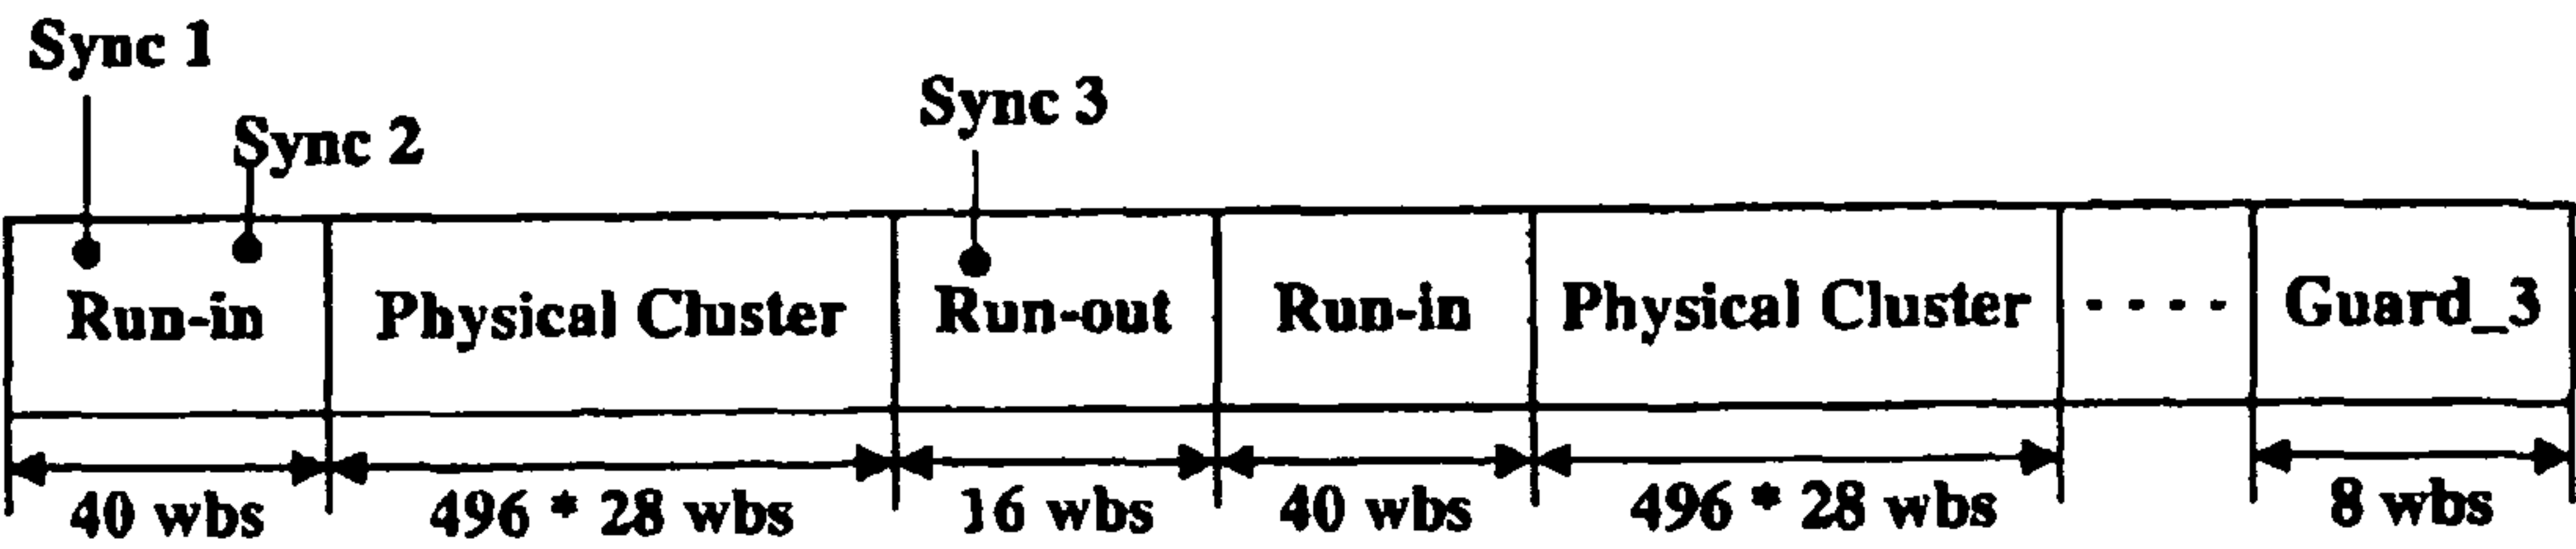 Sync 1
Sync 2
Sync 3
Run-in
Physical Cluster
Run-out
Run-in
Physical Cluster
- - - -
Guard_3
40 wbs
496 * 28 wbs
16 wbs
40 wbs
496 * 28 wbs
8 wbs